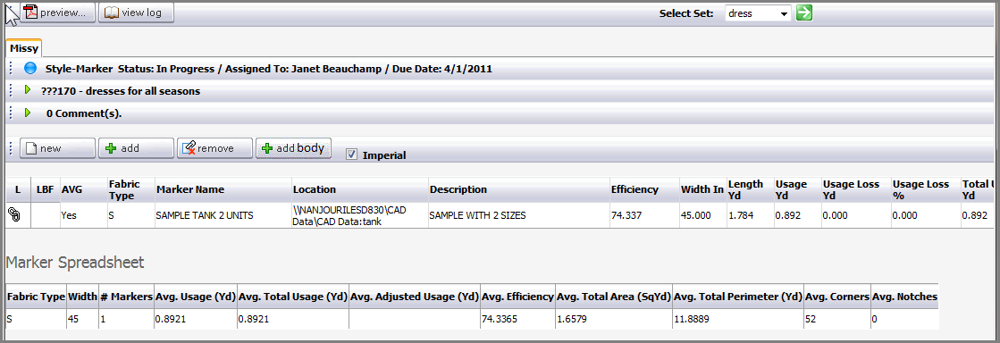 preview... view log Select Set: dress
Missy
Style-Marker Status: In Progress / Assigned To: Janet Beauchamp / Due Date: 4/1/2011
???170 - dresses for all seasons
0 Comment(s).
new add remove add body Imperial
L LBF AVG Fabric Type Marker Name Location Description Efficiency Width In Length Yd Usage Yd Usage Loss Yd Usage Loss % Total U Yd
Yes S SAMPLE TANK 2 UNITS \\NANJOURILESD830\CAD Data\CAD Data:tank SAMPLE WITH 2 SIZES 74.337 45.000 1.784 0.892 0.000 0.000 0.892
Marker Spreadsheet
Fabric Type Width # Markers Avg. Usage (Yd) Avg. Total Usage (Yd) Avg. Adjusted Usage (Yd) Avg. Efficiency Avg. Total Area (SqYd) Avg. Total Perimeter (Yd) Avg. Corners Avg. Notches
S 45 1 0.8921 0.8921 74.3365 1.6579 11.8889 52 0